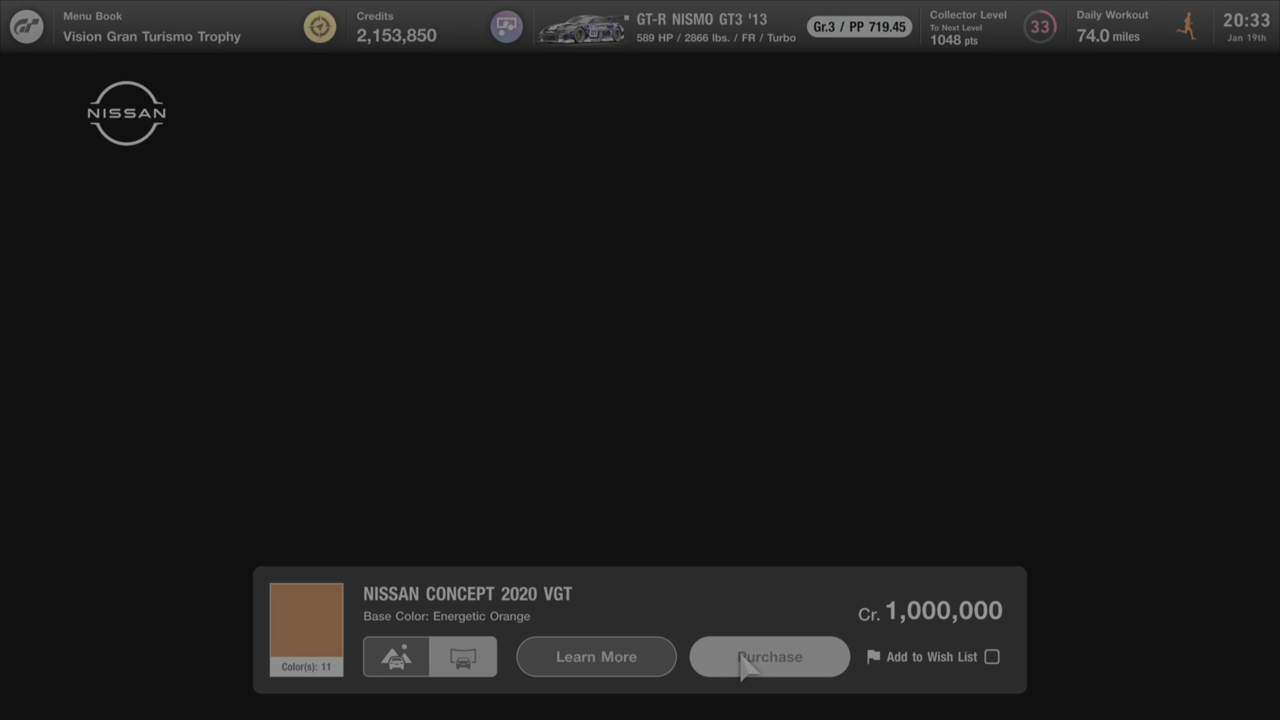 Menu Book
Vision Gran Turismo Trophy
Credits
2,153,850
GT-R NISMO GT3 '13
589 HP / 2866 lbs. / FR / Turbo
Gr.3 / PP 719.45
Collector Level
To Next Level
1048 pts
33
Daily Workout
74.0 miles
20:33
Jan 19th
NISSAN
NISSAN CONCEPT 2020 VGT
Base Color: Energetic Orange
Cr. 1,000,000
Color(s): 11
Learn More
Purchase
Add to Wish List